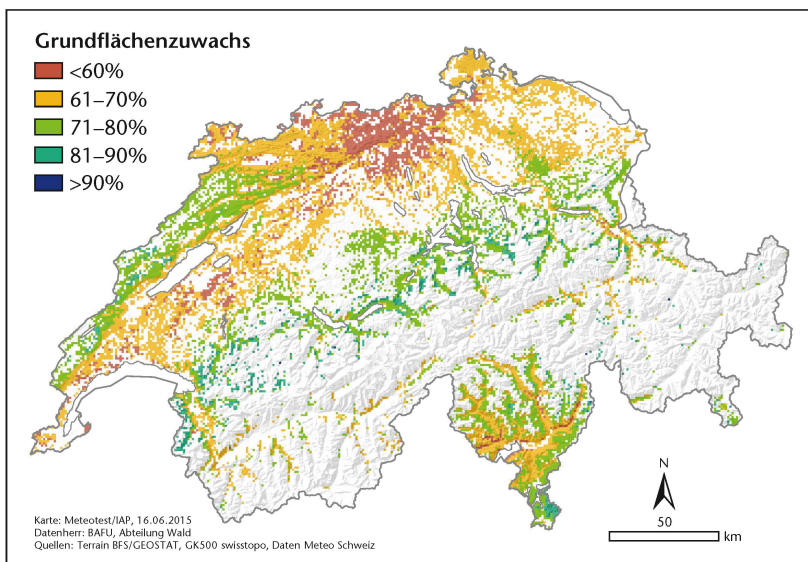 Grundflächenzuwachs
<60%
61–70%
71–80%
81–90%
>90%
Karte: Meteotest/IAP, 16.06.2015
Datenherr: BAFU, Abteilung Wald
Quellen: Terrain BFS/GEOSTAT, GK500 swisstopo, Daten Meteo Schweiz
N
50
km